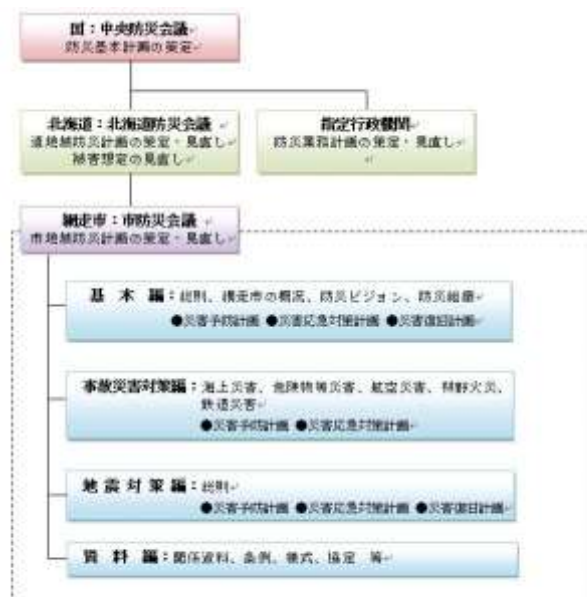 国：中央防災会議
防災基本計画の策定
北海道：北海道防災会議
道地域防災計画の策定・見直し
被害想定の見直し
指定行政機関
防災業務計画の策定・見直し
網走市：市防災会議
市地域防災計画の策定・見直し
基本編：総則、網走市の概況、防災ビジョン、防災組織
●災害予防計画 ●災害応急対策計画 ●災害復旧計画
事故災害対策編：海上災害、危険物等災害、航空災害、林野火災、
鉄道災害
●災害予防計画 ●災害応急対策計画
地震対策編：総則
●災害予防計画 ●災害応急対策計画 ●災害復旧計画
資料編：関係資料、条例、様式、協定 等